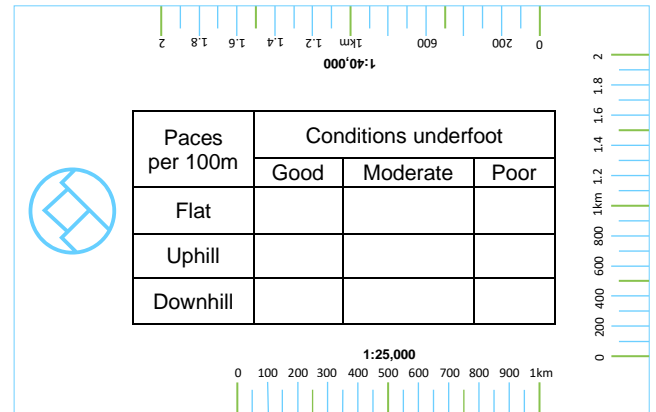 2 1.8 1.6 1.4 1.2 1km 600 200 0
1:40,000
Paces per 100m
Conditions underfoot
Good Moderate Poor
Flat
Uphill
Downhill
2
1.8
1.6
1.4
1.2
1km
800
600
400
200
0
1:25,000
0 100 200 300 400 500 600 700 800 900 1km